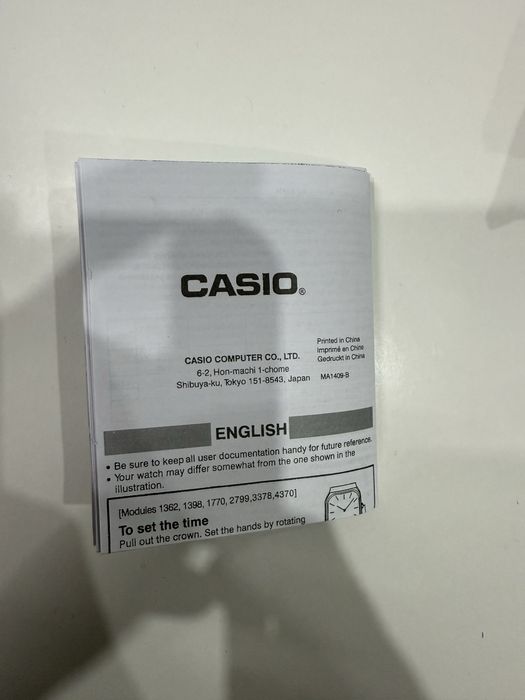 CASIO®
CASIO COMPUTER CO., LTD.
6-2, Hon-machi 1-chome
Shibuya-ku, Tokyo 151-8543, Japan
Printed in China
Imprimé en Chine
Gedruckt in China
MA1409-B
ENGLISH
• Be sure to keep all user documentation handy for future reference.
• Your watch may differ somewhat from the one shown in the
illustration.
[Modules 1362, 1398, 1770, 2799,3378,4370]
To set the time
Pull out the crown. Set the hands by rotating